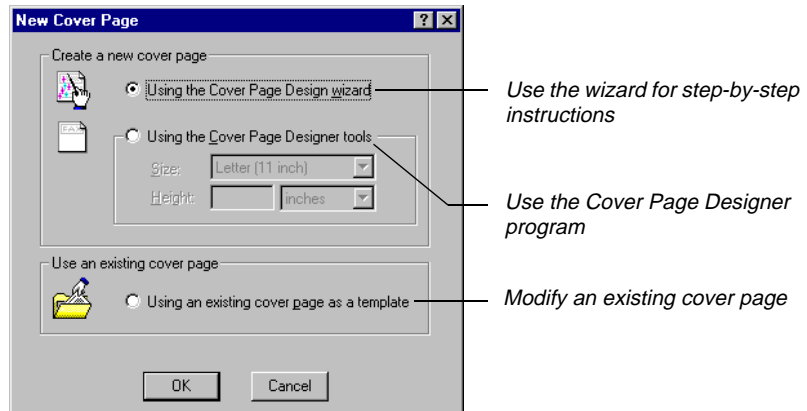 New Cover Page
Create a new cover page
Using the Cover Page Design wizard
Use the wizard for step-by-step
instructions
FAX
Using the Cover Page Designer tools
Size: Letter (11 inch)
Height: inches
Use the Cover Page Designer
program
Use an existing cover page
Using an existing cover page as a template
Modify an existing cover page
OK Cancel